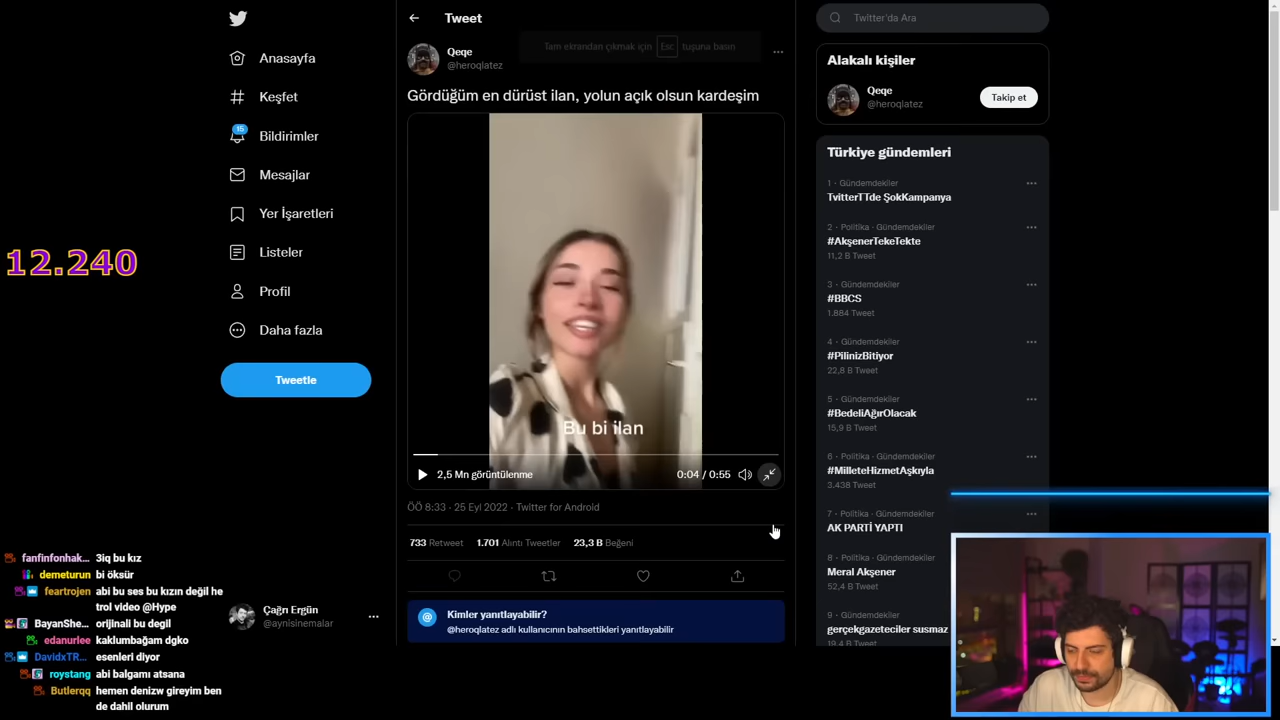 Tweet
Anasayfa
Keşfet
15
Bildirimler
Mesajlar
Yer İşaretleri
Listeler
Profil
Daha fazla
Tweetle
Çağrı Ergün
@aynisinemalar
12.240
Qeqe
@heroqlatez
Tam ekrandan çıkmak için Esc tuşuna basın
Gördüğüm en dürüst ilan, yolun açık olsun kardeşim
Bu bi ilan
2,5 Mn görüntülenme
0:04 / 0:55
ÖÖ 8:33 · 25 Eyl 2022 · Twitter for Android
733 Retweet 1.701 Alıntı Tweetler 23,3 B Beğeni
Kimler yanıtlayabilir?
@heroqlatez adlı kullanıcının bahsettikleri yanıtlayabilir
Twitter'da Ara
Alakalı kişiler
Qeqe
@heroqlatez
Takip et
Türkiye gündemleri
1 · Gündemdekiler
TvitterTTde ŞokKampanya
2 · Politika · Gündemdekiler
#AkşenerTekeTekte
11,2 B Tweet
3 · Gündemdekiler
#BBCS
1.884 Tweet
4 · Politika · Gündemdekiler
#PilinizBitiyor
22,8 B Tweet
5 · Gündemdekiler
#BedeliAğırOlacak
15,9 B Tweet
6 · Politika · Gündemdekiler
#MilleteHizmetAşkıyla
3.438 Tweet
7 · Politika · Gündemdekiler
AK PARTİ YAPTI
8 · Politika · Gündemdekiler
Meral Akşener
52,4 B Tweet
9 · Gündemdekiler
gerçekgazeteciler susmaz
19,4 B Tweet
fanfinfonhak... 3iq bu kız
demeturun: bi öksür
feartrojen: abi bu ses bu kızın değil he
trol video @Hype
BayanShe... orijinali bu degil
edanurlee: kaklumbağam dgko
DavidxTR... esenleri diyor
roystang: abi balgamı atsana
Butlerqq: hemen denizw gireyim ben
de dahil olurum